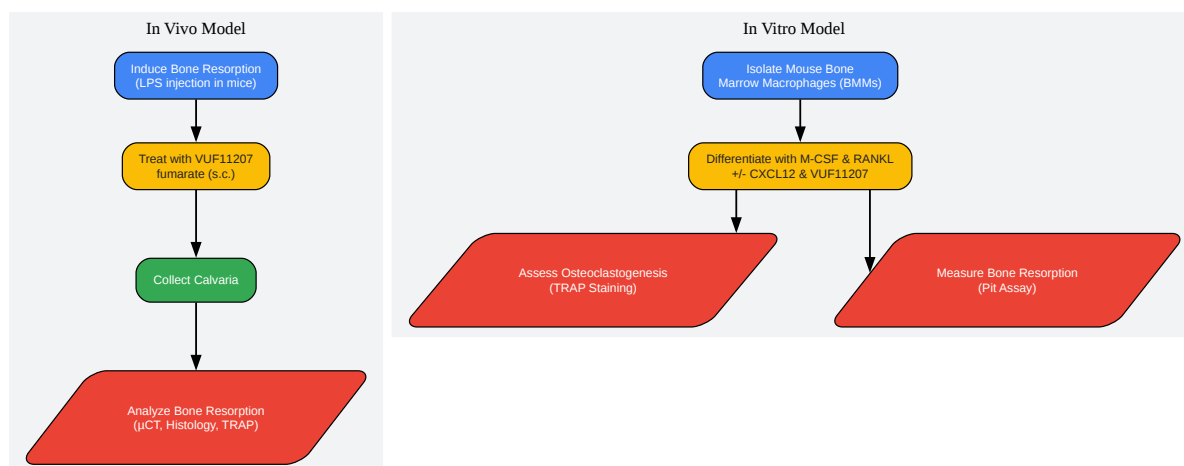 In Vivo Model
Induce Bone Resorption
(LPS injection in mice)
Treat with VUF11207
fumarate (s.c.)
Collect Calvaria
Analyze Bone Resorption
(µCT, Histology, TRAP)
In Vitro Model
Isolate Mouse Bone
Marrow Macrophages (BMMs)
Differentiate with M-CSF & RANKL
+/- CXCL12 & VUF11207
Assess Osteoclastogenesis
(TRAP Staining)
Measure Bone Resorption
(Pit Assay)